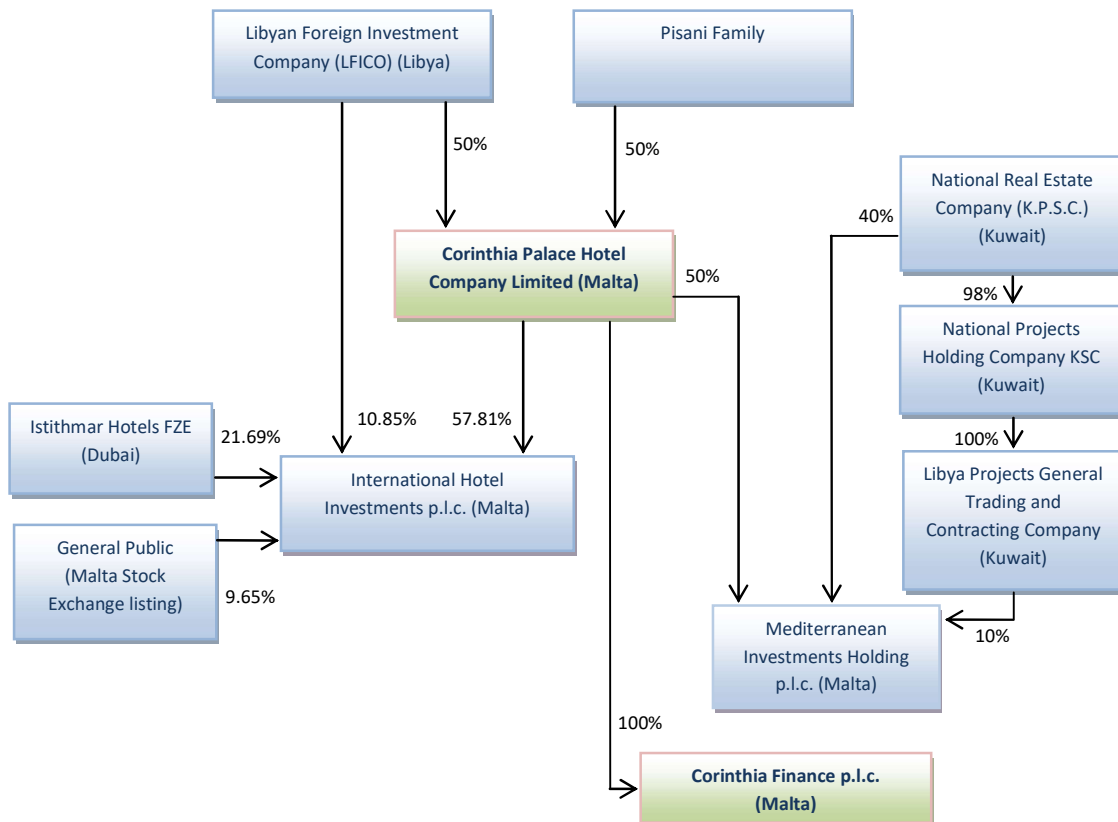 Libyan Foreign Investment
Company (LFICO) (Libya)
Pisani Family
50%
50%
National Real Estate
Company (K.P.S.C.)
(Kuwait)
40%
Corinthia Palace Hotel
Company Limited (Malta)
50%
98%
National Projects
Holding Company KSC
(Kuwait)
Istithmar Hotels FZE
(Dubai)
21.69%
10.85%
57.81%
100%
International Hotel
Investments p.l.c. (Malta)
Libya Projects General
Trading and
Contracting Company
(Kuwait)
General Public
(Malta Stock
Exchange listing)
9.65%
Mediterranean
Investments Holding
p.l.c. (Malta)
10%
100%
Corinthia Finance p.l.c.
(Malta)